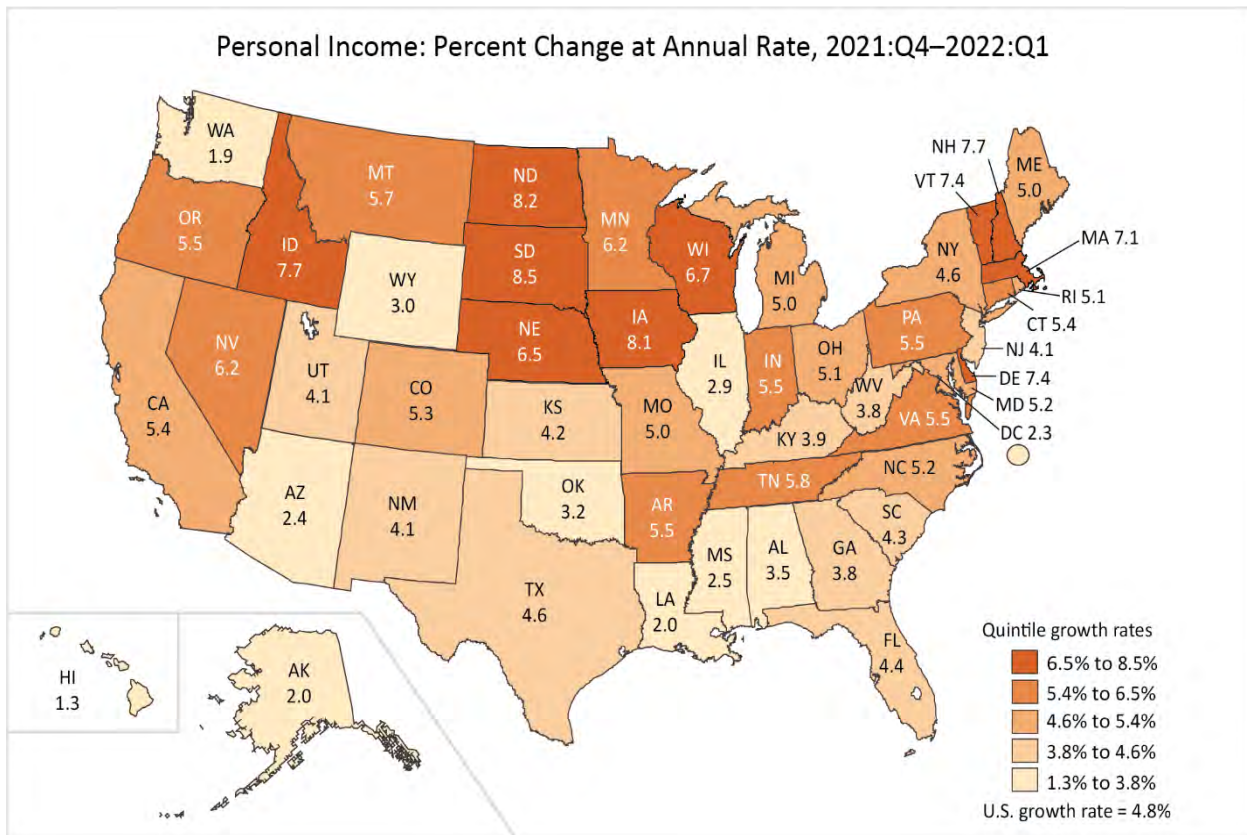 Personal Income: Percent Change at Annual Rate, 2021:Q4–2022:Q1
WA
1.9
MT
5.7
ND
8.2
MN
6.2
NH 7.7
VT 7.4
ME
5.0
OR
5.5
ID
7.7
SD
8.5
WI
6.7
MI
5.0
NY
4.6
MA 7.1
WY
3.0
RI 5.1
CT 5.4
NJ 4.1
DE 7.4
MD 5.2
DC 2.3
NV
6.2
UT
4.1
CO
5.3
NE
6.5
IA
8.1
IL
2.9
IN
5.5
OH
5.1
PA
5.5
WV
3.8
VA 5.5
CA
5.4
KS
4.2
MO
5.0
KY 3.9
TN 5.8
NC 5.2
AZ
2.4
NM
4.1
OK
3.2
AR
5.5
SC
4.3
MS
2.5
AL
3.5
GA
3.8
TX
4.6
LA
2.0
FL
4.4
HI
1.3
AK
2.0
Quintile growth rates
6.5% to 8.5%
5.4% to 6.5%
4.6% to 5.4%
3.8% to 4.6%
1.3% to 3.8%
U.S. growth rate = 4.8%